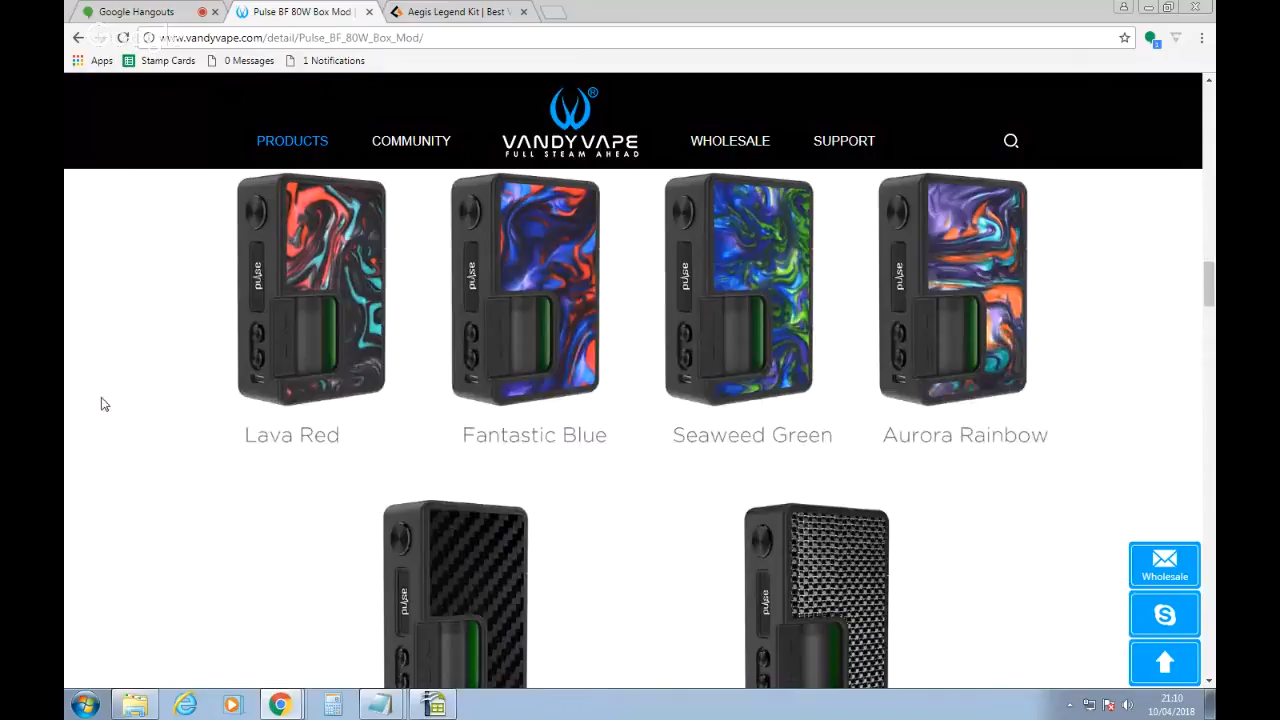 Google Hangouts
Pulse BF 80W Box Mod |
Aegis Legend Kit | Best V
www.vandyvape.com/detail/Pulse_BF_80W_Box_Mod/
Apps
Stamp Cards
0 Messages
1 Notifications
1
PRODUCTS
COMMUNITY
VANDYVAPE
®
FULL STEAM AHEAD
WHOLESALE
SUPPORT
pulse
pulse
pulse
pulse
Lava Red
Fantastic Blue
Seaweed Green
Aurora Rainbow
pulse
pulse
Wholesale
21:10
10/04/2018